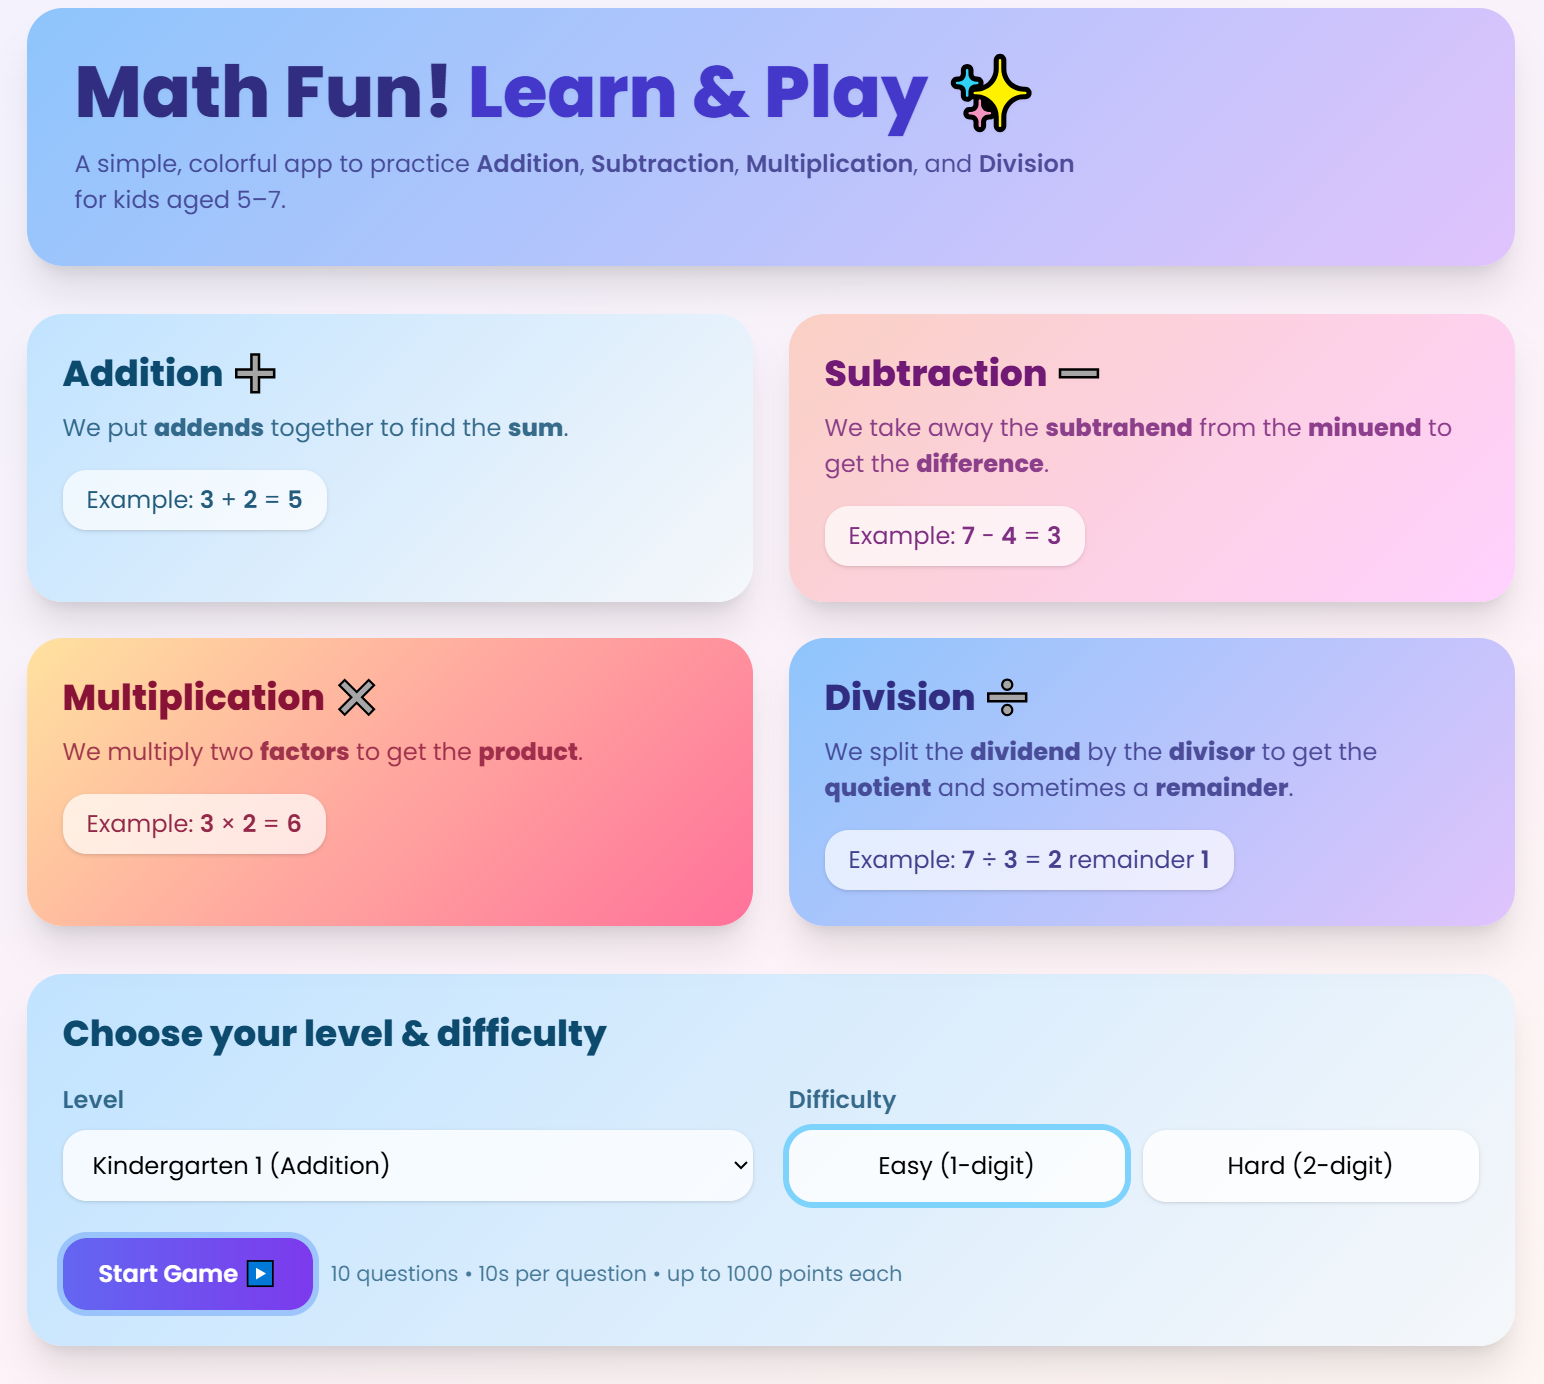 Math Fun! Learn & Play ✨
A simple, colorful app to practice Addition, Subtraction, Multiplication, and Division
for kids aged 5–7.
Addition ➕
We put addends together to find the sum.
Example: 3 + 2 = 5
Subtraction ➖
We take away the subtrahend from the minuend to
get the difference.
Example: 7 - 4 = 3
Multiplication ✖
We multiply two factors to get the product.
Example: 3 × 2 = 6
Division ➗
We split the dividend by the divisor to get the
quotient and sometimes a remainder.
Example: 7 ÷ 3 = 2 remainder 1
Choose your level & difficulty
Level
Kindergarten 1 (Addition)
Difficulty
Easy (1-digit)
Hard (2-digit)
Start Game ▶
10 questions • 10s per question • up to 1000 points each